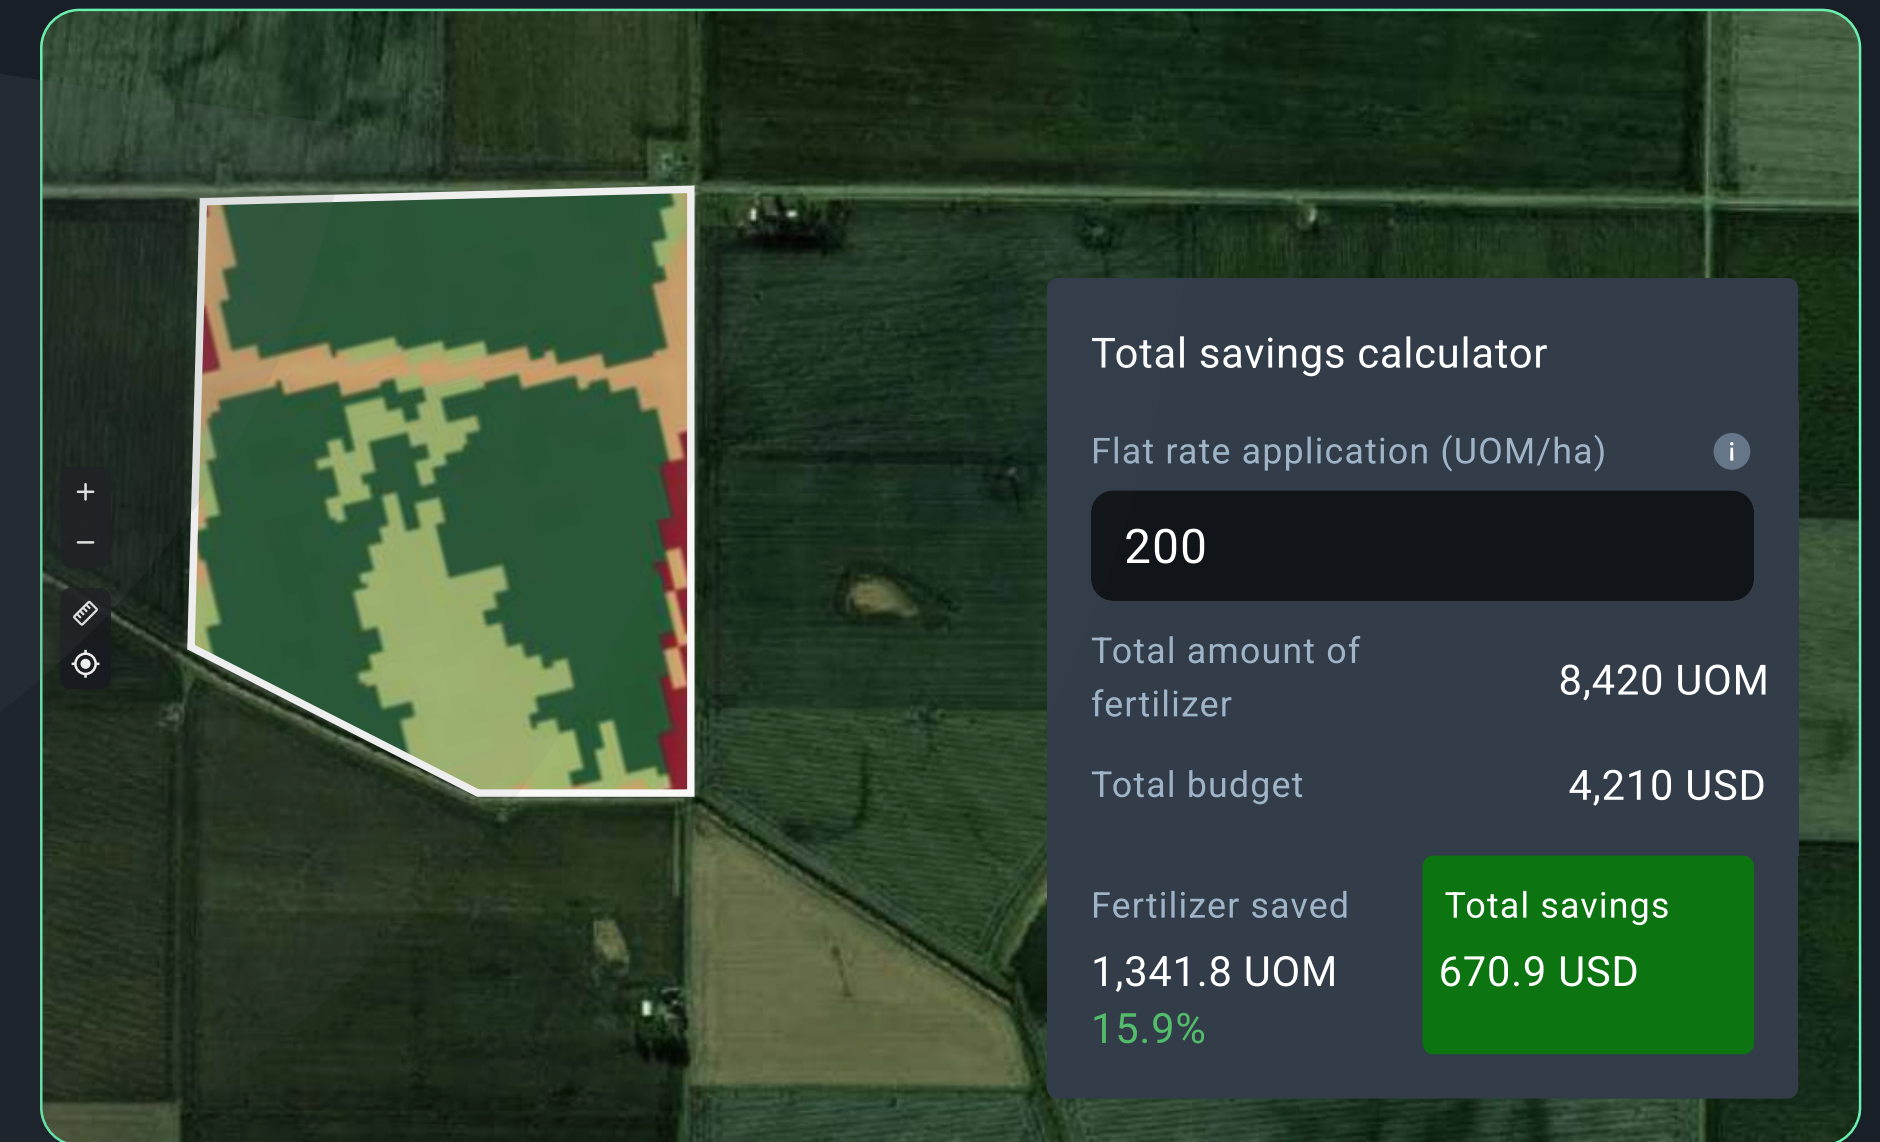 Total savings calculator
Flat rate application (UOM/ha)
i
200
Total amount of
fertilizer
8,420 UOM
Total budget
4,210 USD
Fertilizer saved
1,341.8 UOM
15.9%
Total savings
670.9 USD